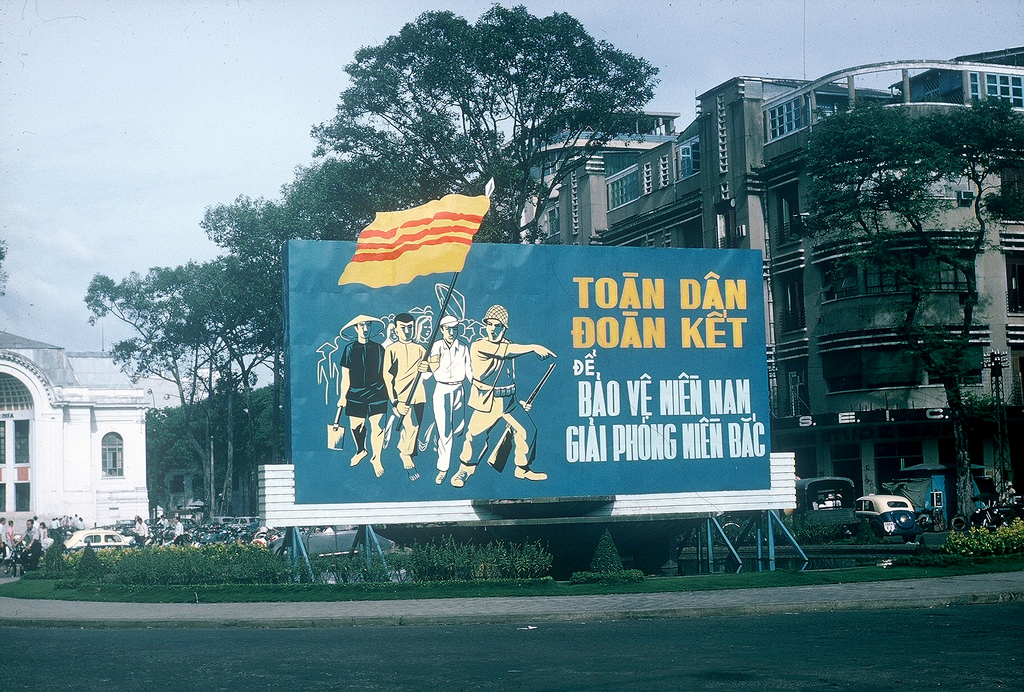 TOÀN DÂN
ĐOÀN KẾT
ĐỂ
BẢO VỆ MIỀN NAM
GIẢI PHÓNG MIỀN BẮC
S.E.I.C.